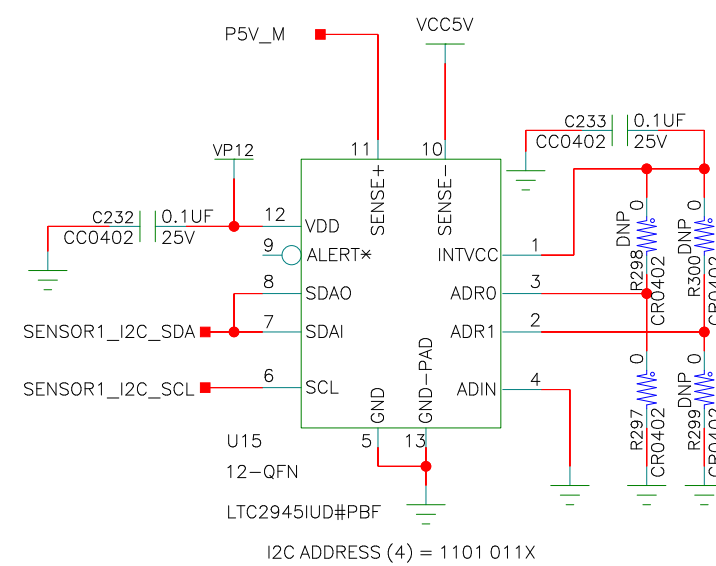 P5V_M
VCC5V
C233
0.1UF
CC0402
25V
VP12
11
10
SENSE+
SENSE-
C232
0.1UF
CC0402
25V
12
VDD
9
ALERT*
INTVCC
1
8
SDAO
ADR0
3
SENSOR1_I2C_SDA
7
SDAI
ADR1
2
SENSOR1_I2C_SCL
6
SCL
ADIN
4
GND
GND-PAD
5
13
DNP
0
R298
CR0402
DNP
0
R300
CR0402
0
R297
CR0402
DNP
0
R299
CR0402
U15
12-QFN
LTC2945IUD#PBF
I2C ADDRESS (4) = 1101 011X